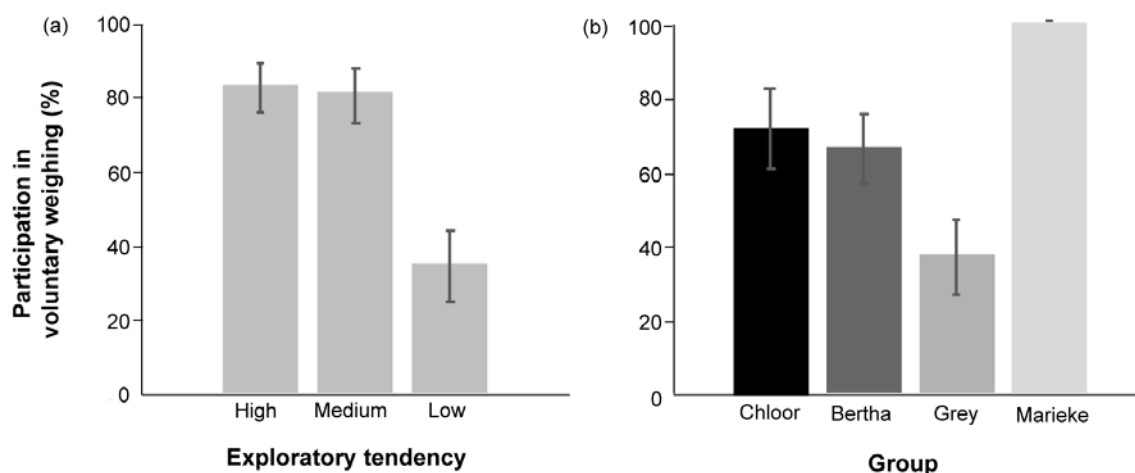 (a)
Participation in
voluntary weighing (%)
100
80
60
40
20
0
High Medium Low
Exploratory tendency
(b)
100
80
60
40
20
0
Chloor Bertha Grey Marieke
Group